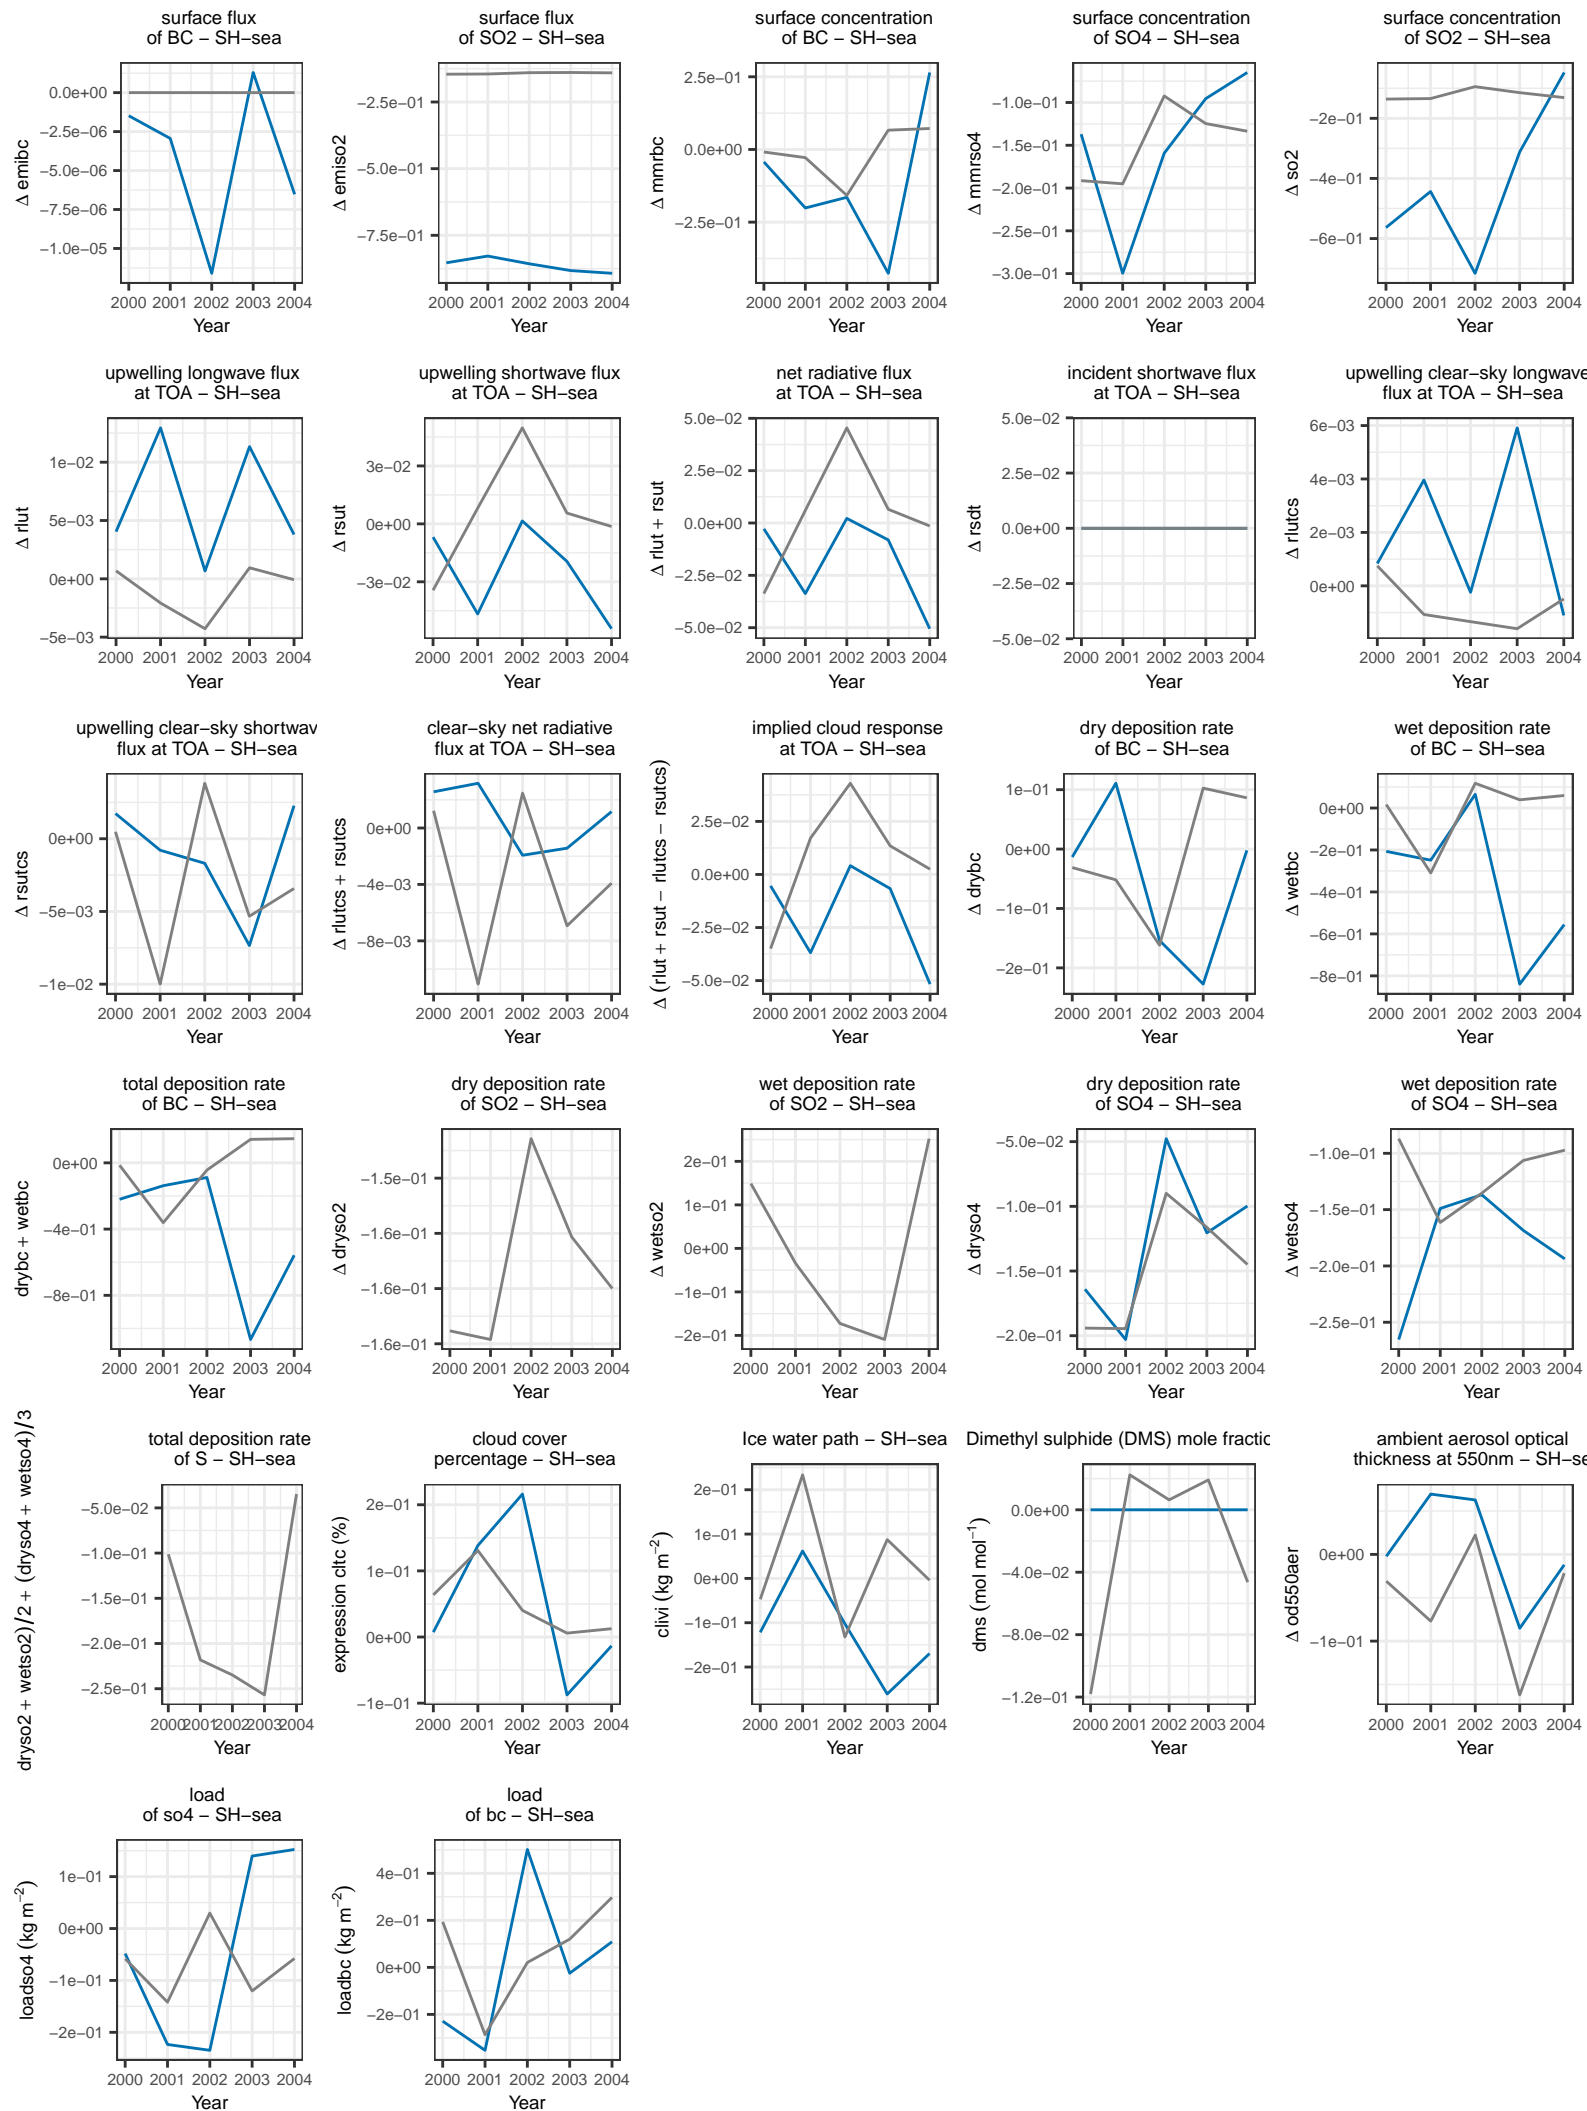 surface flux
of BC − SH−sea
Δ emibc
0.0e+00
−2.5e−06
−5.0e−06
−7.5e−06
−1.0e−05
2000 2001 2002 2003 2004
Year
surface flux
of SO2 − SH−sea
Δ emiso2
−2.5e−01
−5.0e−01
−7.5e−01
2000 2001 2002 2003 2004
Year
surface concentration
of BC − SH−sea
Δ mmrbc
2.5e−01
0.0e+00
−2.5e−01
2000 2001 2002 2003 2004
Year
surface concentration
of SO4 − SH−sea
Δ mmrso4
−1.0e−01
−1.5e−01
−2.0e−01
−2.5e−01
−3.0e−01
2000 2001 2002 2003 2004
Year
surface concentration
of SO2 − SH−sea
Δ so2
−2e−01
−4e−01
−6e−01
2000 2001 2002 2003 2004
Year
upwelling longwave flux
at TOA − SH−sea
Δ rlut
1e−02
5e−03
0e+00
−5e−03
2000 2001 2002 2003 2004
Year
upwelling shortwave flux
at TOA − SH−sea
Δ rsut
3e−02
0e+00
−3e−02
2000 2001 2002 2003 2004
Year
net radiative flux
at TOA − SH−sea
Δ rlut + rsut
5.0e−02
2.5e−02
0.0e+00
−2.5e−02
−5.0e−02
2000 2001 2002 2003 2004
Year
incident shortwave flux
at TOA − SH−sea
Δ rsdt
5.0e−02
2.5e−02
0.0e+00
−2.5e−02
−5.0e−02
2000 2001 2002 2003 2004
Year
upwelling clear−sky longwave
flux at TOA − SH−sea
Δ rlutcs
6e−03
4e−03
2e−03
0e+00
2000 2001 2002 2003 2004
Year
upwelling clear−sky shortwav
flux at TOA − SH−sea
Δ rsutcs
0e+00
−5e−03
−1e−02
2000 2001 2002 2003 2004
Year
clear−sky net radiative
flux at TOA − SH−sea
Δ rlutcs + rsutcs
0e+00
−4e−03
−8e−03
2000 2001 2002 2003 2004
Year
implied cloud response
at TOA − SH−sea
Δ (rlut + rsut − rlutcs − rsutcs)
2.5e−02
0.0e+00
−2.5e−02
−5.0e−02
2000 2001 2002 2003 2004
Year
dry deposition rate
of BC − SH−sea
Δ drybc
1e−01
0e+00
−1e−01
−2e−01
2000 2001 2002 2003 2004
Year
wet deposition rate
of BC − SH−sea
Δ wetbc
0e+00
−2e−01
−4e−01
−6e−01
−8e−01
2000 2001 2002 2003 2004
Year
total deposition rate
of BC − SH−sea
drybc + wetbc
0e+00
−4e−01
−8e−01
2000 2001 2002 2003 2004
Year
dry deposition rate
of SO2 − SH−sea
Δ dryso2
−1.5e−01
−1.6e−01
−1.6e−01
−1.6e−01
2000 2001 2002 2003 2004
Year
wet deposition rate
of SO2 − SH−sea
Δ wetso2
2e−01
1e−01
0e+00
−1e−01
−2e−01
2000 2001 2002 2003 2004
Year
dry deposition rate
of SO4 − SH−sea
Δ dryso4
−5.0e−02
−1.0e−01
−1.5e−01
−2.0e−01
2000 2001 2002 2003 2004
Year
wet deposition rate
of SO4 − SH−sea
Δ wetso4
−1.0e−01
−1.5e−01
−2.0e−01
−2.5e−01
2000 2001 2002 2003 2004
Year
total deposition rate
of S − SH−sea
dryso2 + wetso2)/2 + (dryso4 + wetso4)/3
−5.0e−02
−1.0e−01
−1.5e−01
−2.0e−01
−2.5e−01
2000 2001 2002 2003 2004
Year
cloud cover
percentage − SH−sea
expression cltc (%)
2e−01
1e−01
0e+00
−1e−01
2000 2001 2002 2003 2004
Year
Ice water path − SH−sea
clivi (kg m−2)
2e−01
1e−01
0e+00
−1e−01
−2e−01
2000 2001 2002 2003 2004
Year
Dimethyl sulphide (DMS) mole fractic
dms (mol mol−1)
0.0e+00
−4.0e−02
−8.0e−02
−1.2e−01
2000 2001 2002 2003 2004
Year
ambient aerosol optical
thickness at 550nm − SH−se
Δ od550aer
0e+00
−1e−01
2000 2001 2002 2003 2004
Year
load
of so4 − SH−sea
loadso4 (kg m−2)
1e−01
0e+00
−1e−01
−2e−01
2000 2001 2002 2003 2004
Year
load
of bc − SH−sea
loadbc (kg m−2)
4e−01
2e−01
0e+00
−2e−01
2000 2001 2002 2003 2004
Year